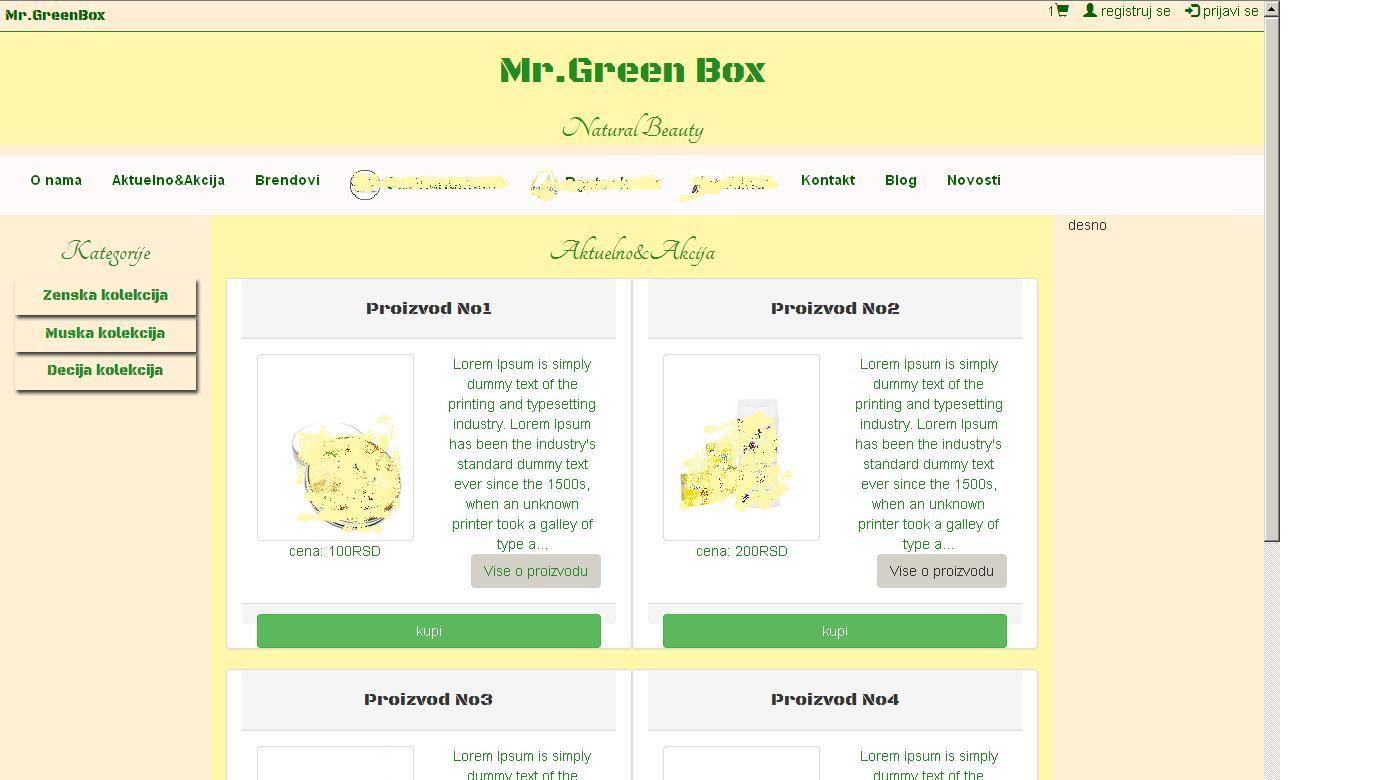 Mr.GreenBox
1 registruj se prijavi se
Mr.Green Box
Natural Beauty
O nama Aktuelno&Akcija Brendovi Kontakt Blog Novosti
Kategorije
Zenska kolekcija
Muska kolekcija
Decija kolekcija
Aktuelno&Akcija
Proizvod No1
Lorem Ipsum is simply
dummy text of the
printing and typesetting
industry. Lorem Ipsum
has been the industry's
standard dummy text
ever since the 1500s,
when an unknown
printer took a galley of
type a...
cena: 100RSD
Vise o proizvodu
kupi
Proizvod No2
Lorem Ipsum is simply
dummy text of the
printing and typesetting
industry. Lorem Ipsum
has been the industry's
standard dummy text
ever since the 1500s,
when an unknown
printer took a galley of
type a...
cena: 200RSD
Vise o proizvodu
kupi
Proizvod No3
Lorem Ipsum is simply
dummy text of the
Proizvod No4
Lorem Ipsum is simply
dummy text of the
desno